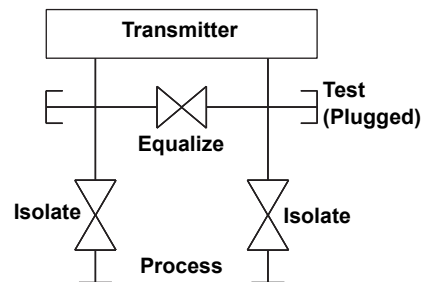 Transmitter
Test
(Plugged)
Equalize
Isolate
Isolate
Process